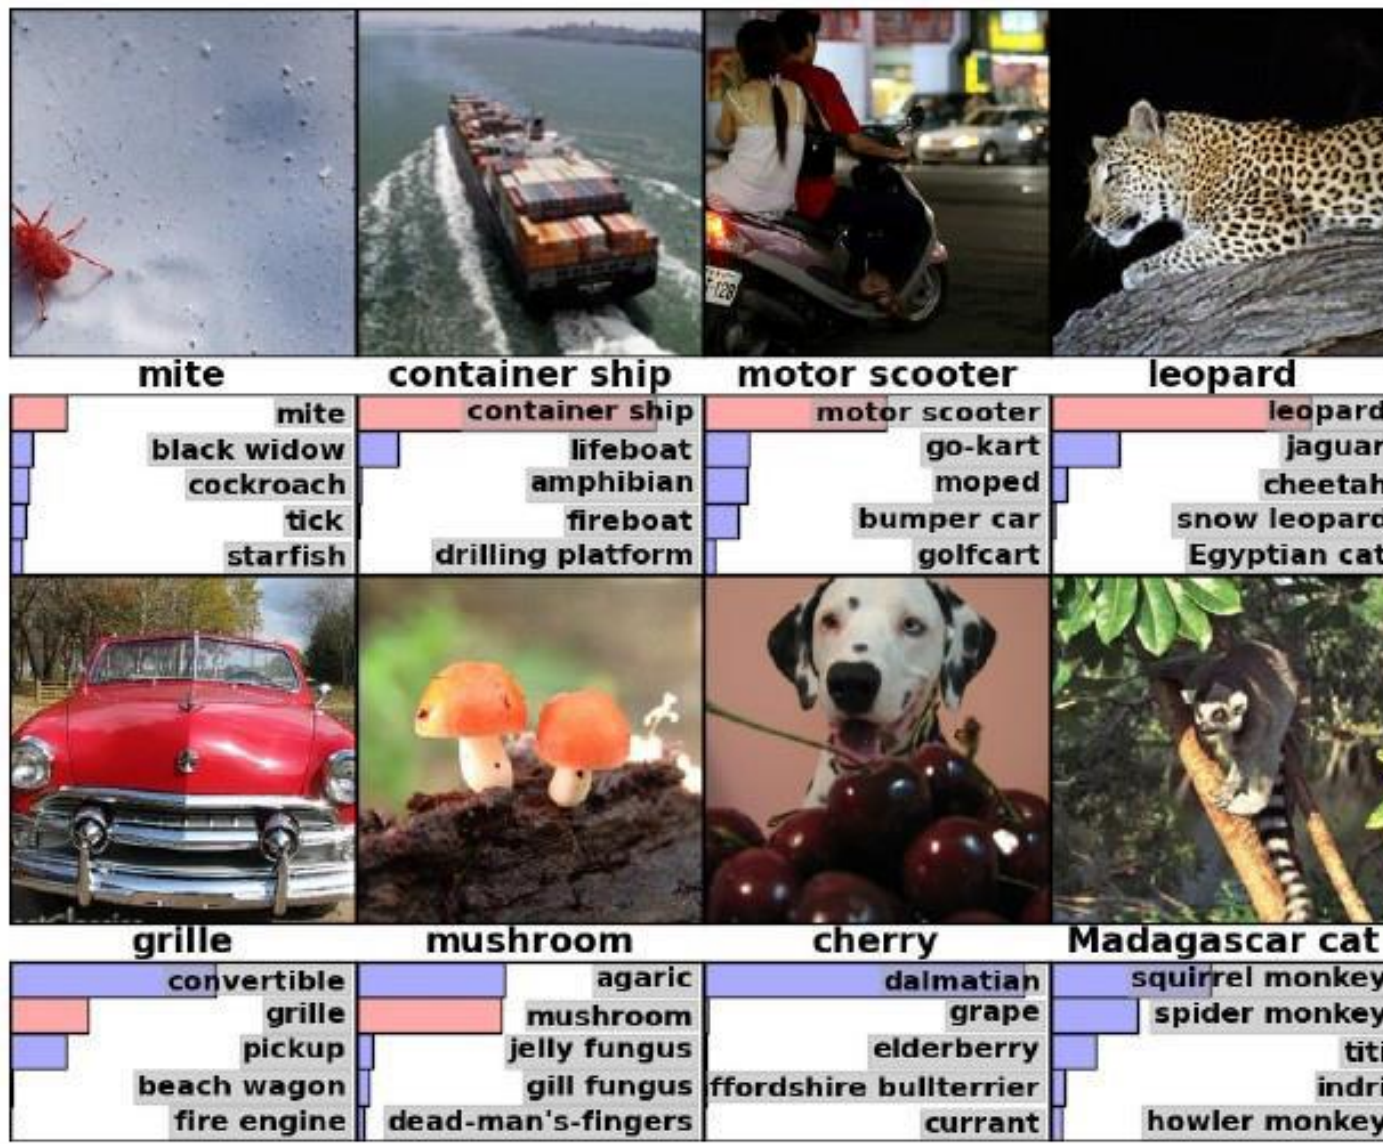 T-128
mite
container ship
motor scooter
leopard
mite
black widow
cockroach
tick
starfish
container ship
lifeboat
amphibian
fireboat
drilling platform
motor scooter
go-kart
moped
bumper car
golfcart
leopard
jaguar
cheetah
snow leopard
Egyptian cat
grille
mushroom
cherry
Madagascar cat
convertible
grille
pickup
beach wagon
fire engine
agaric
mushroom
jelly fungus
gill fungus
dead-man's-fingers
dalmatian
grape
elderberry
ffordshire bullterrier
currant
squirrel monkey
spider monkey
titi
indri
howler monkey